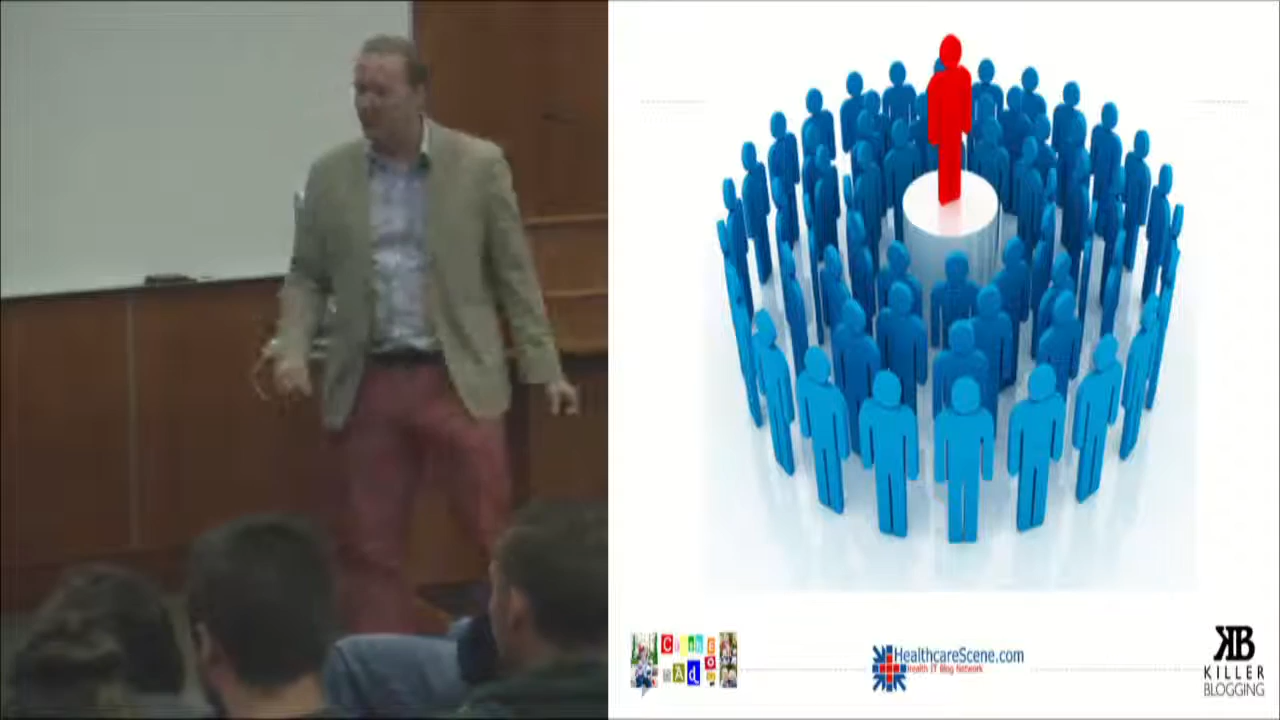 HealthcareScene.com
Health IT Blog Network
KB
KILLER
BLOGGING